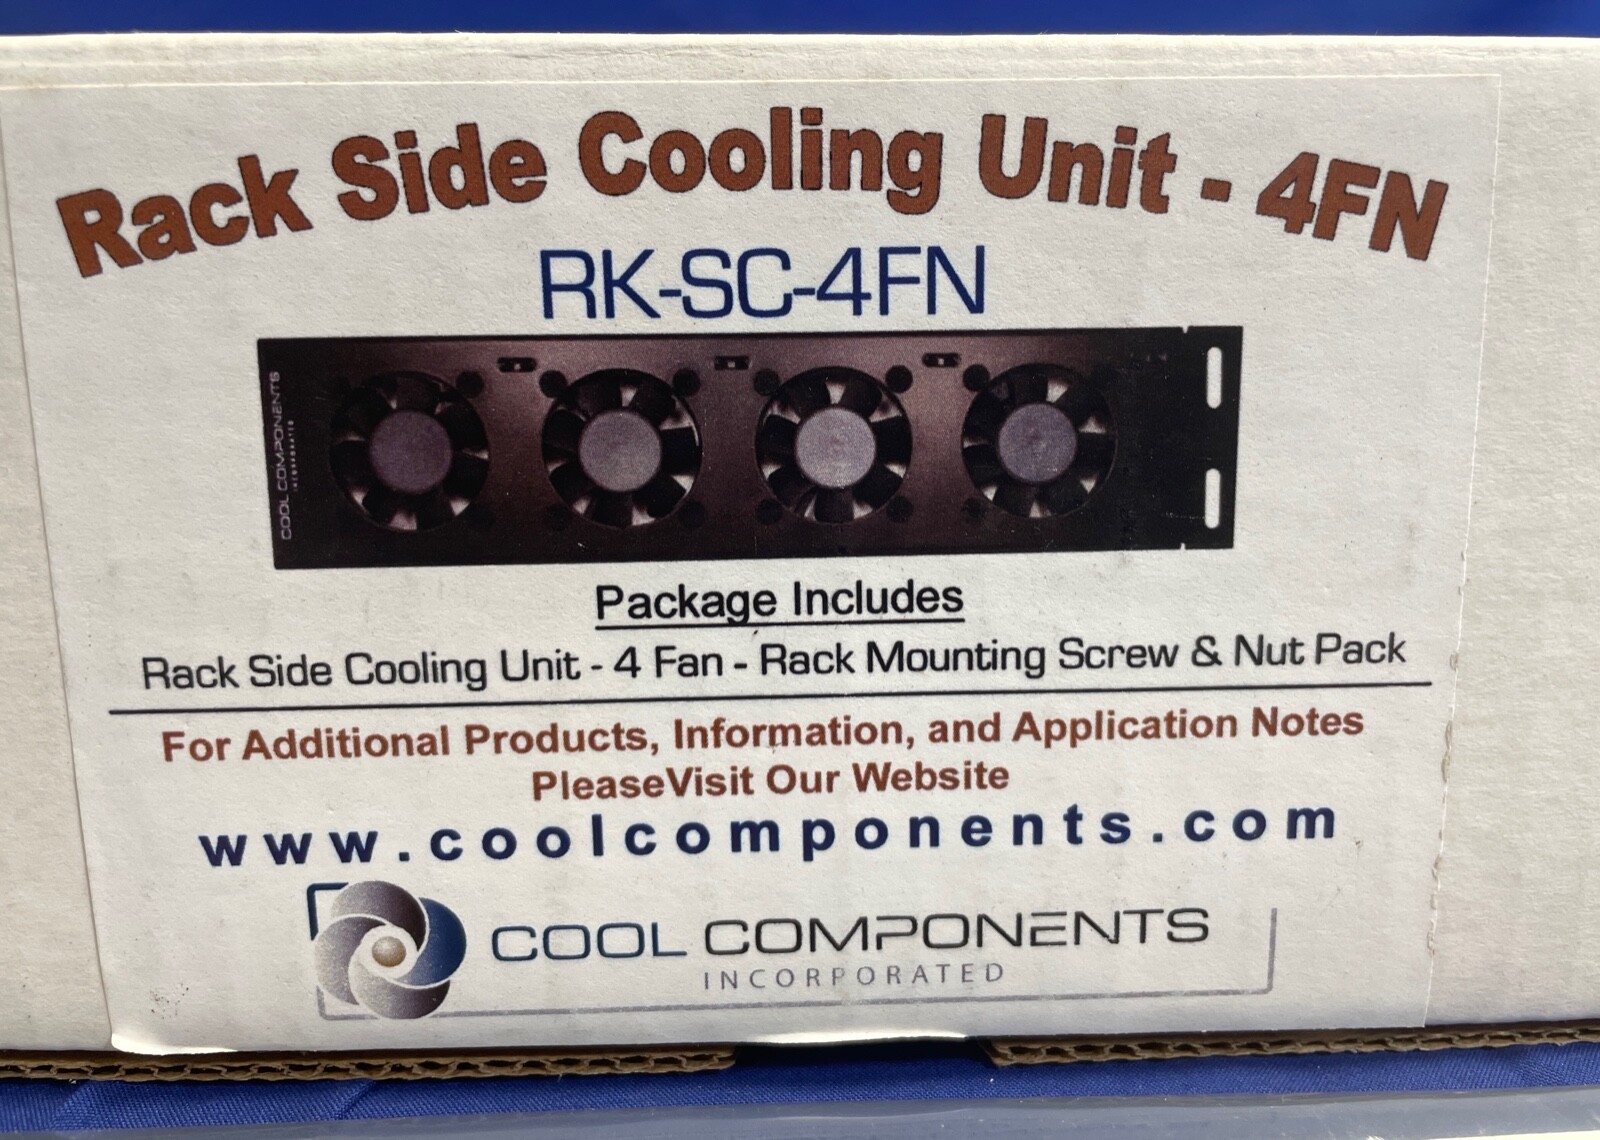 Rack Side Cooling Unit - 4FN
RK-SC-4FN
COOL COMPONENTS
INCORPORATED
Package Includes
Rack Side Cooling Unit - 4 Fan - Rack Mounting Screw & Nut Pack
For Additional Products, Information, and Application Notes
PleaseVisit Our Website
www.coolcomponents.com
COOL COMPONENTS
INCORPORATED